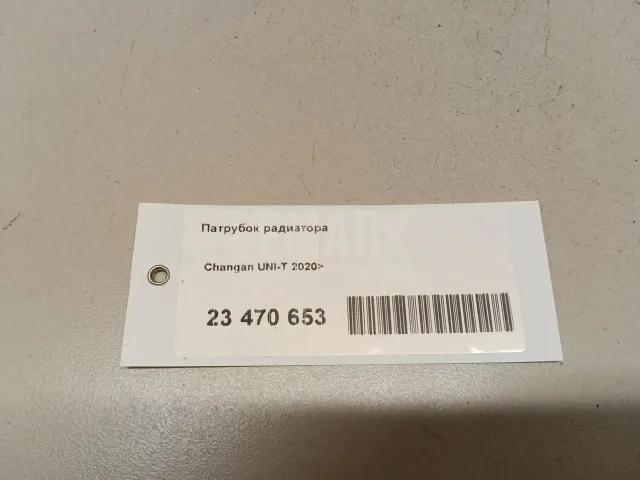 Патрубок радиатора
Changan UNI-T 2020>
23 470 653